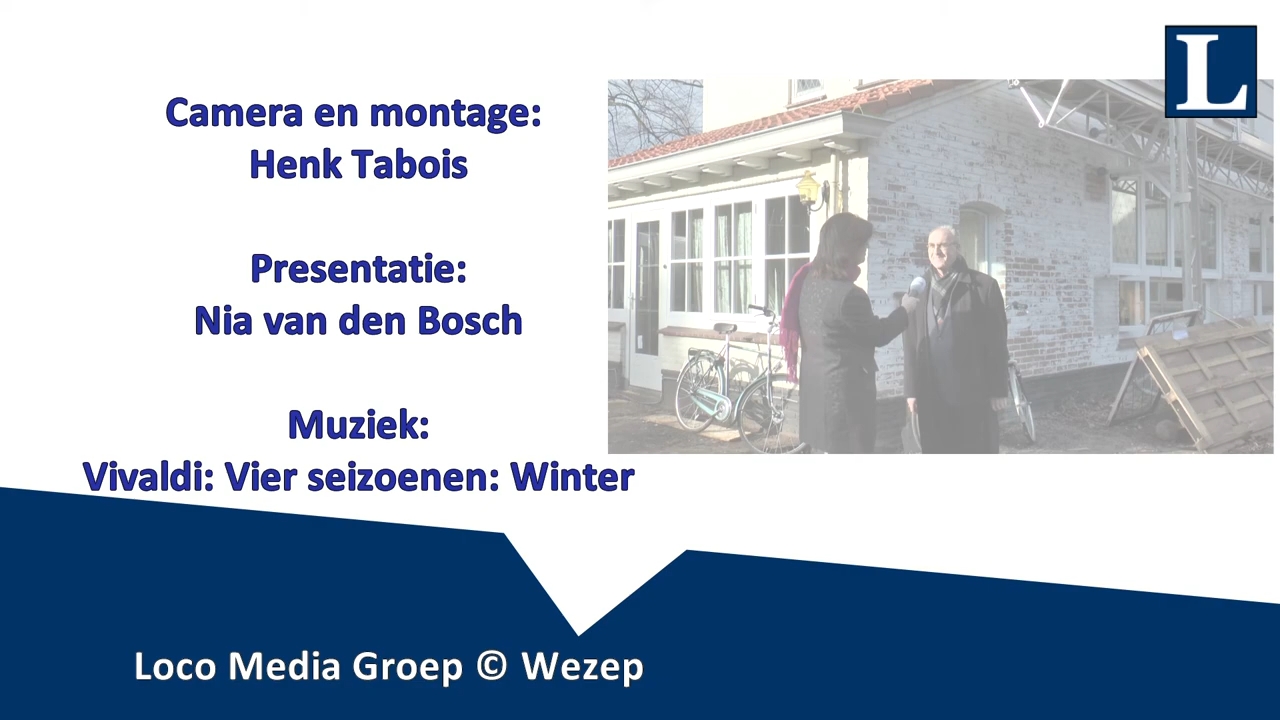 L
Camera en montage:
Henk Tabois
Presentatie:
Nia van den Bosch
Muziek:
Vivaldi: Vier seizoenen: Winter
Loco Media Groep © Wezep